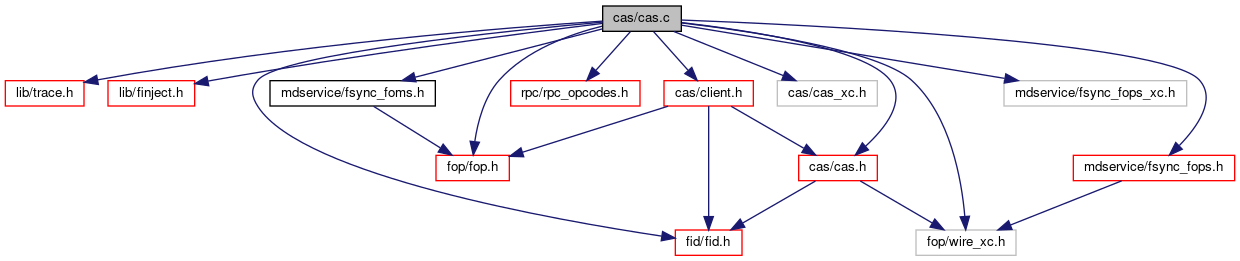 cas/cas.c
lib/trace.h
lib/finject.h
mdservice/fsync_foms.h
rpc/rpc_opcodes.h
cas/client.h
cas/cas_xc.h
mdservice/fsync_fops_xc.h
fop/fop.h
cas/cas.h
mdservice/fsync_fops.h
fid/fid.h
fop/wire_xc.h